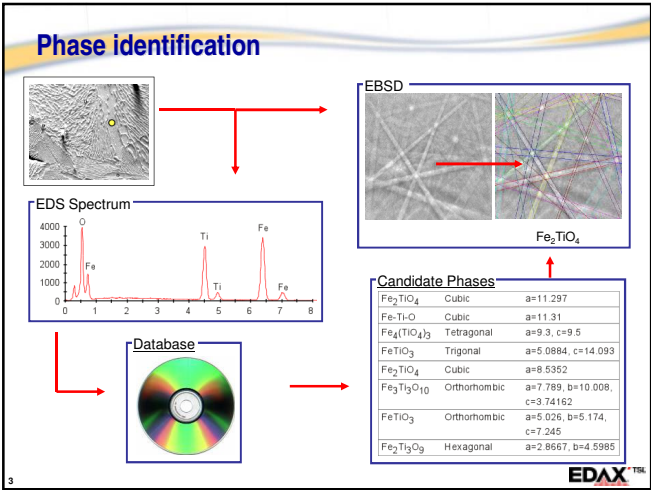 Phase identification
EBSD
Fe2TiO4
EDS Spectrum
4000
3000
2000
1000
0
O
Fe
Ti
Ti
Fe
Fe
0 1 2 3 4 5 6 7 8
Database
Candidate Phases
Fe2TiO4 Cubic a=11.297
Fe-Ti-O Cubic a=11.31
Fe4(TiO4)3 Tetragonal a=9.3, c=9.5
FeTiO3 Trigonal a=5.0884, c=14.093
Fe2TiO4 Cubic a=8.5352
Fe3Ti3O10 Orthorhombic a=7.789, b=10.008,
c=3.74162
FeTiO3 Orthorhombic a=5.026, b=5.174,
c=7.245
Fe2Ti3O9 Hexagonal a=2.8667, b=4.5985
3
EDAX TSL